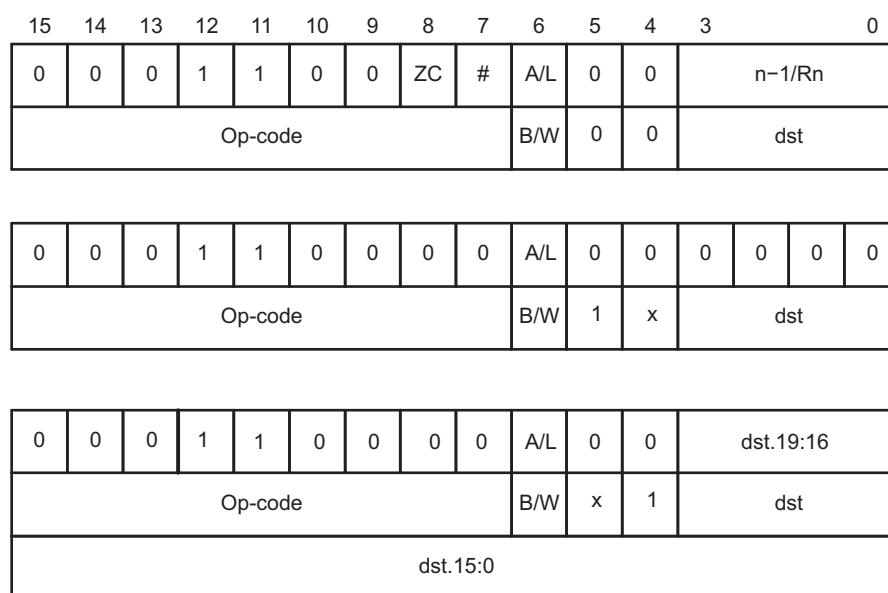 15 14 13 12 11 10 9 8 7 6 5 4 3 0
0 0 0 1 1 0 0 ZC # A/L 0 0 n−1/Rn
Op-code B/W 0 0 dst
0 0 0 1 1 0 0 0 0 A/L 0 0 0 0 0 0
Op-code B/W 1 x dst
0 0 0 1 1 0 0 0 0 A/L 0 0 dst.19:16
Op-code B/W x 1 dst
dst.15:0